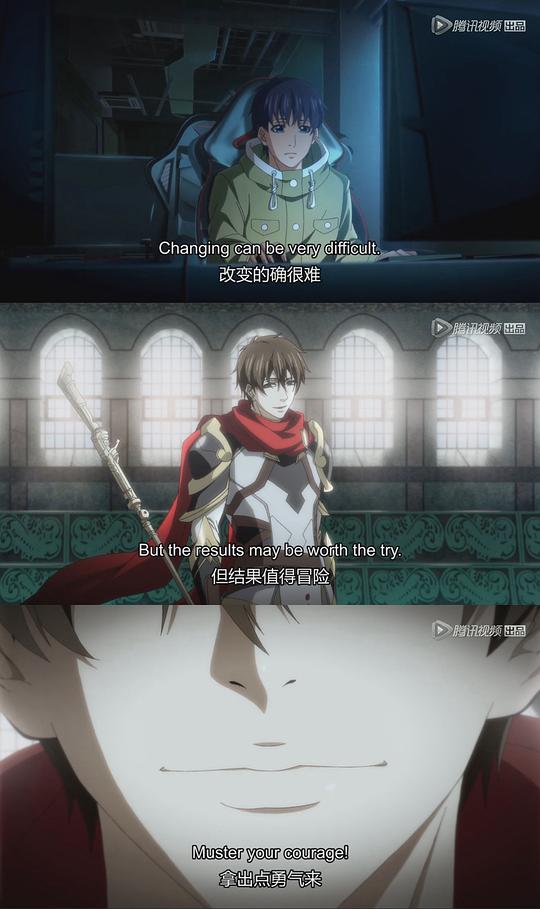 腾讯视频 出品
Changing can be very difficult.
改变的确很难
腾讯视频 出品
But the results may be worth the try.
但结果值得冒险
腾讯视频 出品
Muster your courage!
拿出点勇气来